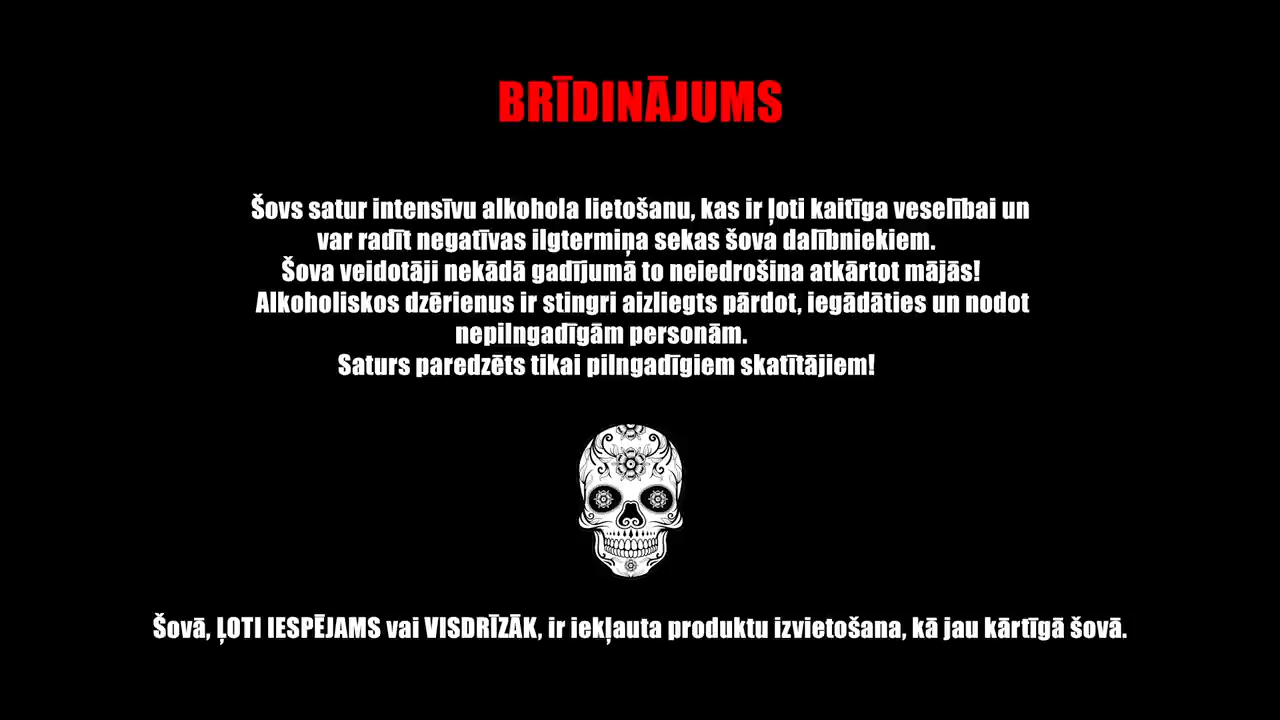 BRĪDINĀJUMS
Šovs satur intensīvu alkohola lietošanu, kas ir ļoti kaitīga veselībai un
var radīt negatīvas ilgtermiņa sekas šova dalībniekiem.
Šova veidotāji nekādā gadījumā to neiedrošina atkārtot mājās!
Alkoholiskos dzērienus ir stingri aizliegts pārdot, iegādāties un nodot
nepilngadīgām personām.
Saturs paredzēts tikai pilngadīgiem skatītājiem!
Šovā, ĻOTI IESPĒJAMS vai VISDRĪZĀK, ir iekļauta produktu izvietošana, kā jau kārtīgā šovā.